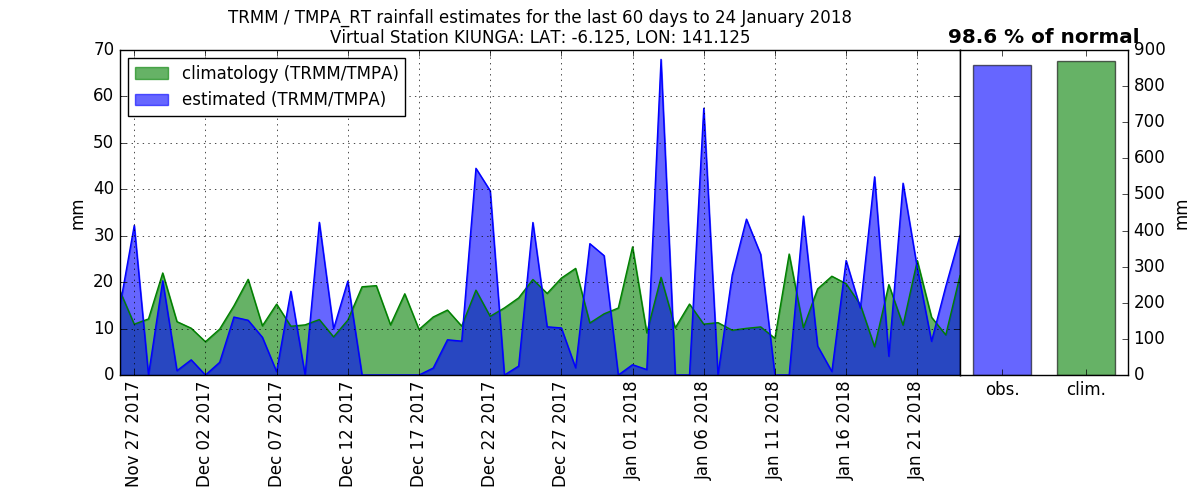 TRMM / TMPA_RT rainfall estimates for the last 60 days to 24 January 2018
Virtual Station KIUNGA: LAT: -6.125, LON: 141.125
98.6 % of normal
climatology (TRMM/TMPA)
estimated (TRMM/TMPA)
70
60
50
40
30
20
10
0
mm
Nov 27 2017
Dec 02 2017
Dec 07 2017
Dec 12 2017
Dec 17 2017
Dec 22 2017
Dec 27 2017
Jan 01 2018
Jan 06 2018
Jan 11 2018
Jan 16 2018
Jan 21 2018
obs.
clim.
900
800
700
600
500
400
300
200
100
0
mm